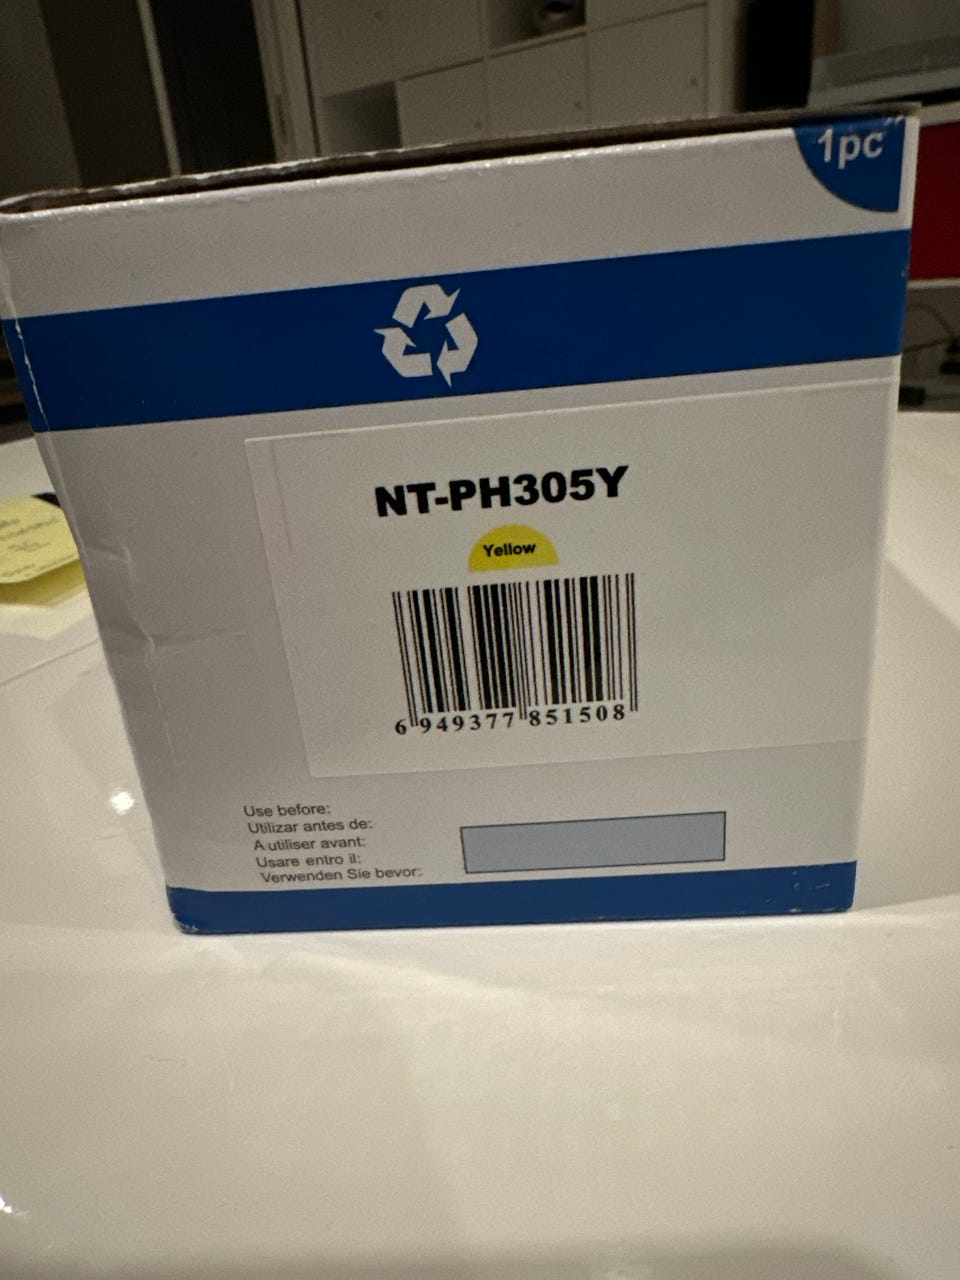 1pc
NT-PH305Y
Yellow
6 949377 851508
Use before:
Utilizar antes de:
A utiliser avant:
Usare entro il:
Verwenden Sie bevor: